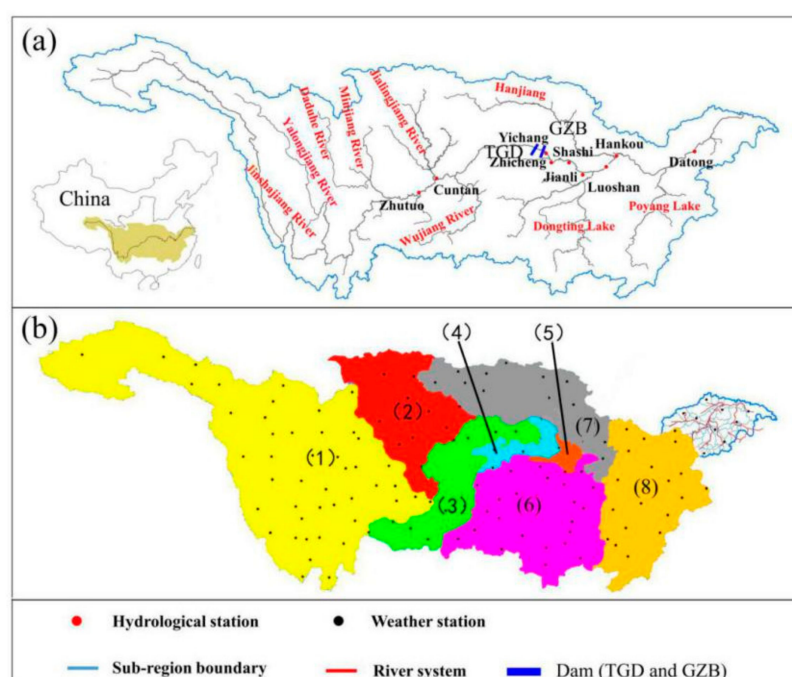 (a)
Jinshajiang River
Yalongjiang River
Daduhe River
Minjiang River
Jialingjiang River
Hanjiang
GZB
Yichang
TGD
Shashi
Hankou
Zhicheng
Datong
Jianli
Luoshan
Cuntan
Zhutuo
Wujiang River
Dongting Lake
Poyang Lake
China
(b)
(4)
(5)
(2)
(7)
(1)
(3)
(6)
(8)
Hydrological station
Weather station
Sub-region boundary
River system
Dam (TGD and GZB)